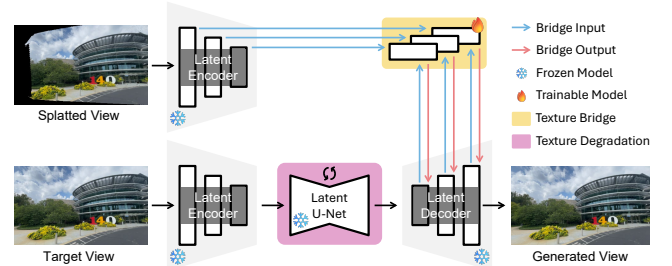 Latent
Encoder
Splatted View
Bridge Input
Bridge Output
Frozen Model
Trainable Model
Texture Bridge
Texture Degradation
Latent
Encoder
Latent
U-Net
Latent
Decoder
Target View
Generated View